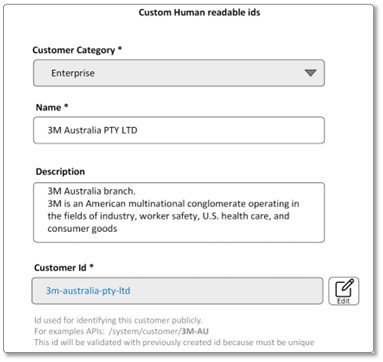 Custom Human readable ids
Customer Category *
Enterprise
Name *
3M Australia PTY LTD
Description
3M Australia branch.
3M is an American multinational conglomerate operating in
the fields of industry, worker safety, U.S. health care, and
consumer goods
Customer Id *
3m-australia-pty-ltd
Edit
Id used for identifying this customer publicly.
For examples APIs: /system/customer/3M-AU
This id will be validated with previously created id because must be unique